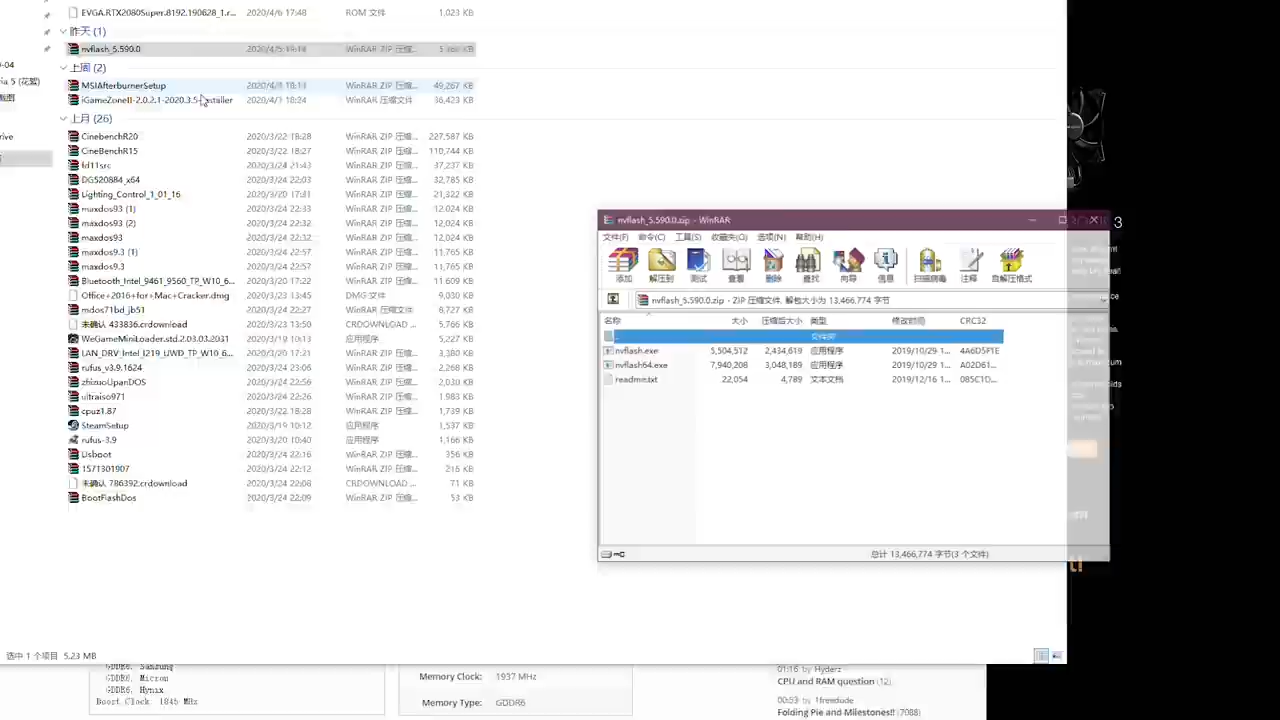 EVGA.RTX2080Super.8192.190628_1.r... 2020/4/6 17:48 ROM 文件 1,023 KB
昨天 (1)
nvflash_5.590.0 WinRAR ZIP 压缩...
上周 (2)
MSIAfterburnerSetup WinRAR ZIP 压缩... 49,267 KB
WinRAR 压缩文件 36,423 KB
上月 (26)
CinebenchR20 2020/3/22 18:28 WinRAR ZIP 压缩... 227,587 KB
CineBenchR15 2020/3/22 18:27 WinRAR ZIP 压缩... 110,744 KB
fd11src 2020/3/24 21:43 WinRAR ZIP 压缩... 37,237 KB
DG520884_x64 2020/3/24 22:03 WinRAR ZIP 压缩... 32,785 KB
Lighting_Control_1_01_16 2020/3/20 17:31 WinRAR ZIP 压缩... 21,322 KB
maxdos93 (1) 2020/3/24 22:33 WinRAR ZIP 压缩... 12,024 KB
maxdos93 (2) 2020/3/24 22:32 WinRAR ZIP 压缩... 12,024 KB
maxdos93 2020/3/24 22:32 WinRAR ZIP 压缩... 12,024 KB
maxdos9.3 (1) 2020/3/24 22:57 WinRAR ZIP 压缩... 11,765 KB
maxdos9.3 2020/3/24 22:57 WinRAR ZIP 压缩... 11,765 KB
Bluetooth_Intel_9461_9560_TP_W10_6... 2020/3/20 17:22 WinRAR ZIP 压缩... 11,609 KB
Office+2016+for+Mac+Cracker.dmg 2020/3/23 13:45 DMG 文件 9,030 KB
mdos71bd_jb51 2020/3/24 22:27 WinRAR 压缩文件 6,727 KB
未确认 433836.crdownload 2020/3/23 13:50 CRDOWNLOAD ... 5,766 KB
WeGameMiniLoader.std.2.03.03.2031 2020/3/19 10:13 应用程序 5,227 KB
LAN_DRV_Intel_I219_UWD_TP_W10_6... 2020/3/20 17:21 WinRAR ZIP 压缩... 3,380 KB
rufus_v3.9.1624 2020/3/24 23:06 WinRAR ZIP 压缩... 2,268 KB
zhizuoUpanDOS 2020/3/24 22:56 WinRAR ZIP 压缩... 2,030 KB
ultraiso971 2020/3/24 22:26 WinRAR ZIP 压缩... 1,983 KB
cpuz1.87 2020/3/22 18:28 WinRAR ZIP 压缩... 1,739 KB
SteamSetup 2020/3/19 10:12 应用程序 1,537 KB
rufus-3.9 2020/3/20 10:40 应用程序 1,166 KB
Usboot 2020/3/24 22:16 WinRAR ZIP 压缩... 356 KB
1571301907 2020/3/24 22:12 WinRAR ZIP 压缩... 216 KB
未确认 786392.crdownload 2020/3/24 22:08 CRDOWNLOAD ... 71 KB
BootFlashDos 2020/3/24 22:09 WinRAR ZIP 压缩... 53 KB
选中 1 个项目 5.23 MB
nvflash_5.590.0.zip - WinRAR
文件(F) 命令(C) 工具(S) 收藏夹(O) 选项(N) 帮助(H)
添加 解压到 测试 查看 删除 查找 向导 信息 扫描病毒 注释 自解压格式
nvflash_5.590.0.zip - ZIP 压缩文件, 解包大小为 13,466,774 字节
名称 大小 压缩后大小 类型 修改时间 CRC32
.. 文件夹
nvflash.exe 5,504,512 2,434,619 应用程序 2019/10/29 1... 4A6D5F1E
nvflash64.exe 7,940,208 3,048,189 应用程序 2019/10/29 1... A02D61...
readme.txt 22,054 4,789 文本文档 2019/12/16 1... 085C1D...
总计 13,466,774 字节(3 个文件)
GDDR6, Samsung
GDDR6, Micron
GDDR6, Hynix
Boost Clock: 1845 MHz
Memory Clock: 1937 MHz
Memory Type: GDDR6
01:16 by Hyderz
CPU and RAM question (12)
00:53 by 1freedude
Folding Pie and Milestones!! (7088)